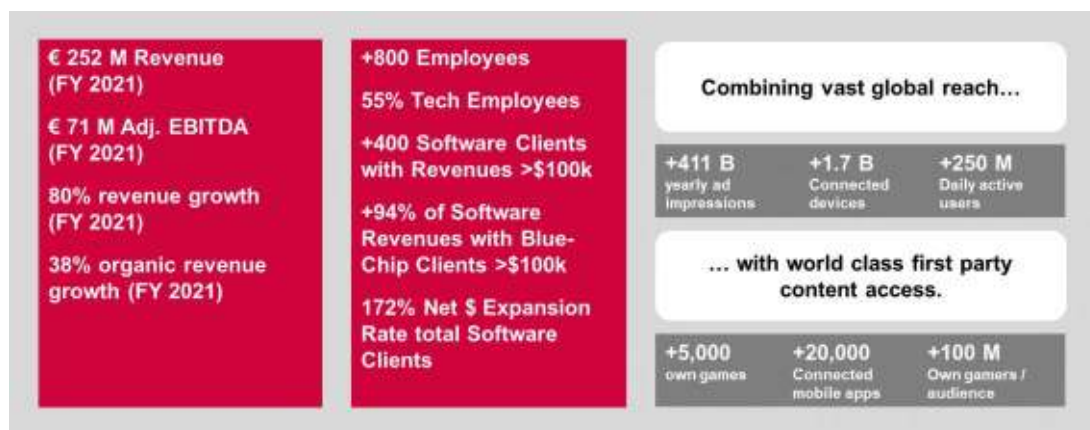 € 252 M Revenue
(FY 2021)
€ 71 M Adj. EBITDA
(FY 2021)
80% revenue growth
(FY 2021)
38% organic revenue
growth (FY 2021)
+800 Employees
55% Tech Employees
+400 Software Clients
with Revenues >$100k
+94% of Software
Revenues with Blue-
Chip Clients >$100k
172% Net $ Expansion
Rate total Software
Clients
Combining vast global reach…
+411 B
yearly ad
impressions
+1.7 B
Connected
devices
+250 M
Daily active
users
… with world class first party
content access.
+5,000
own games
+20,000
Connected
mobile apps
+100 M
Own gamers /
audience